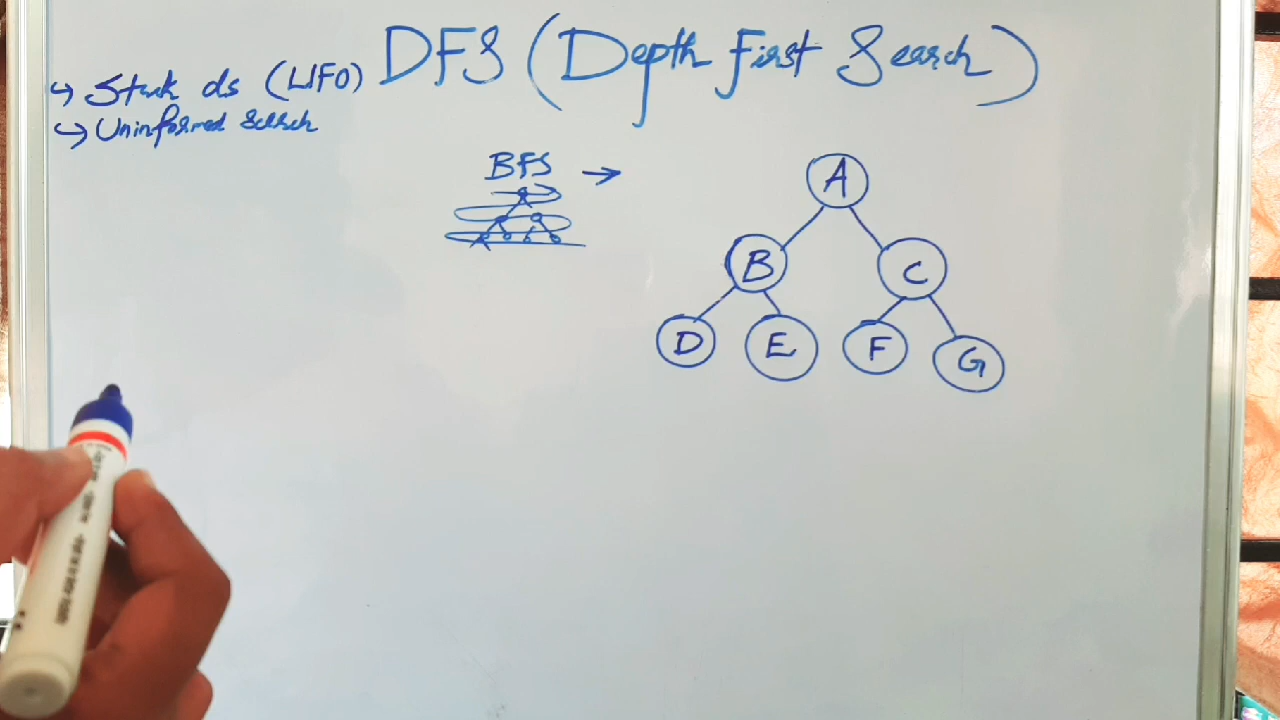 DFS (Depth First Search)
→ Stack ds (LIFO)
→ Uninformed search
BFS →
A
B C
D E F G